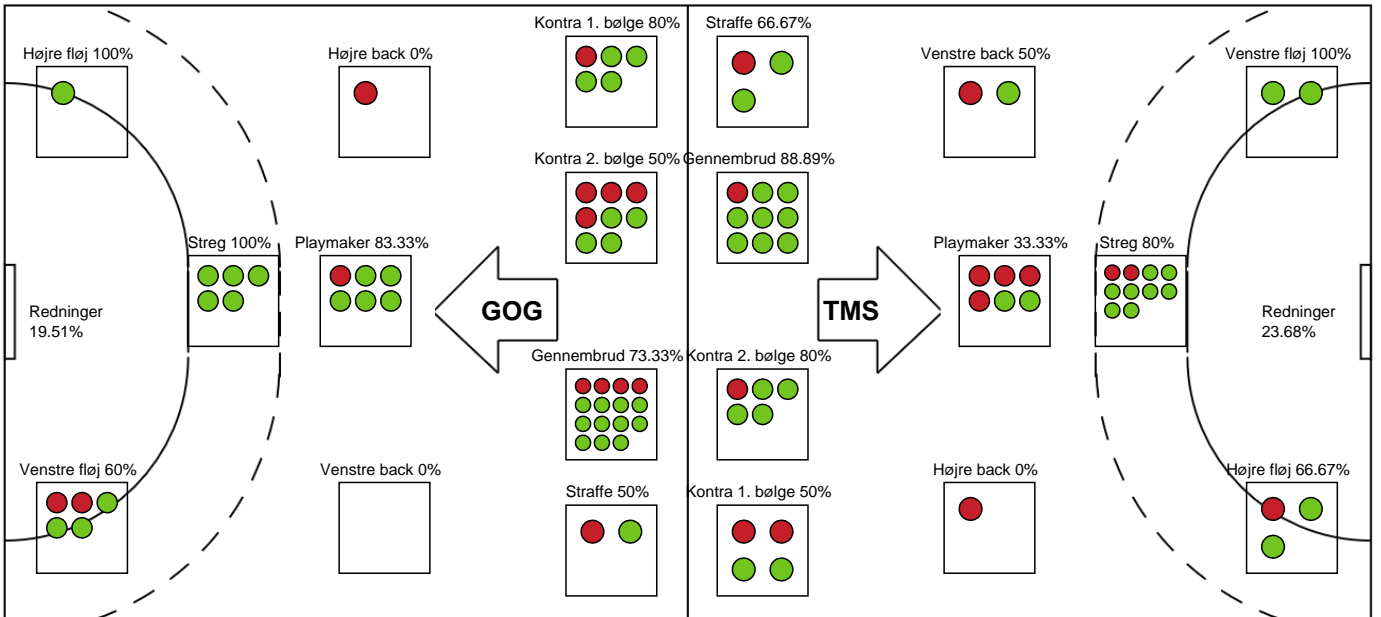 Kontra 1. bølge 80%
Straffe 66.67%
Højre fløj 100%
Højre back 0%
Venstre back 50%
Venstre fløj 100%
Kontra 2. bølge 50%
Gennembrud 88.89%
Streg 100%
Playmaker 83.33%
Playmaker 33.33%
Streg 80%
Redninger
19.51%
GOG
TMS
Redninger
23.68%
Gennembrud 73.33%
Kontra 2. bølge 80%
Venstre fløj 60%
Venstre back 0%
Højre back 0%
Højre fløj 66.67%
Straffe 50%
Kontra 1. bølge 50%